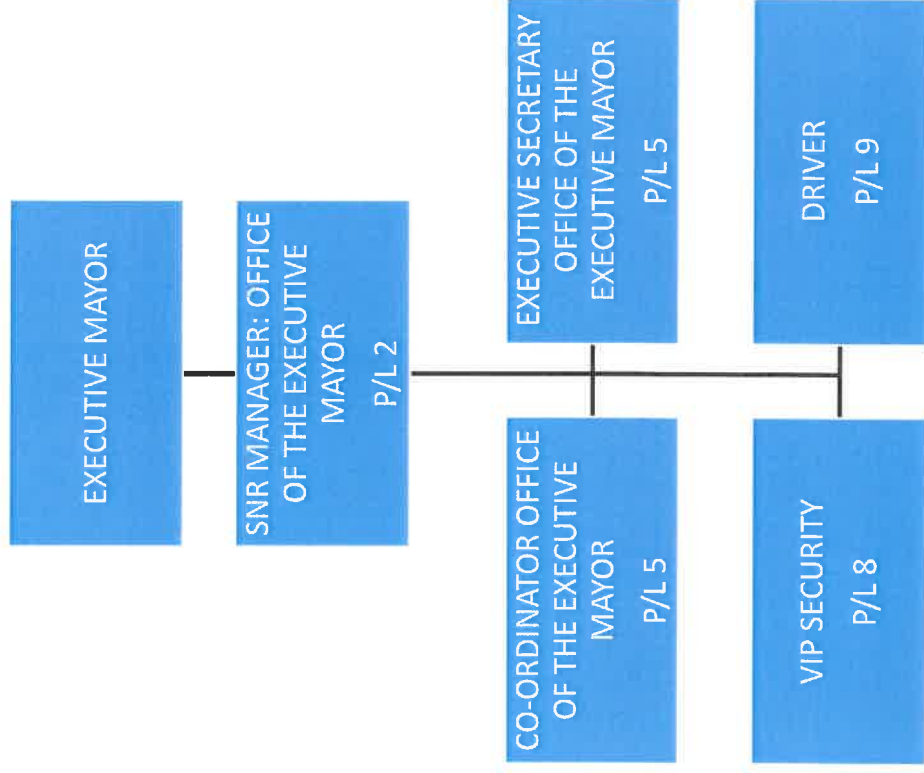 EXECUTIVE MAYOR
SNR MANAGER: OFFICE
OF THE EXECUTIVE
MAYOR
P/L 2
CO-ORDINATOR OFFICE
OF THE EXECUTIVE
MAYOR
P/L 5
EXECUTIVE SECRETARY
OFFICE OF THE
EXECUTIVE MAYOR
P/L 5
VIP SECURITY
P/L 8
DRIVER
P/L 9